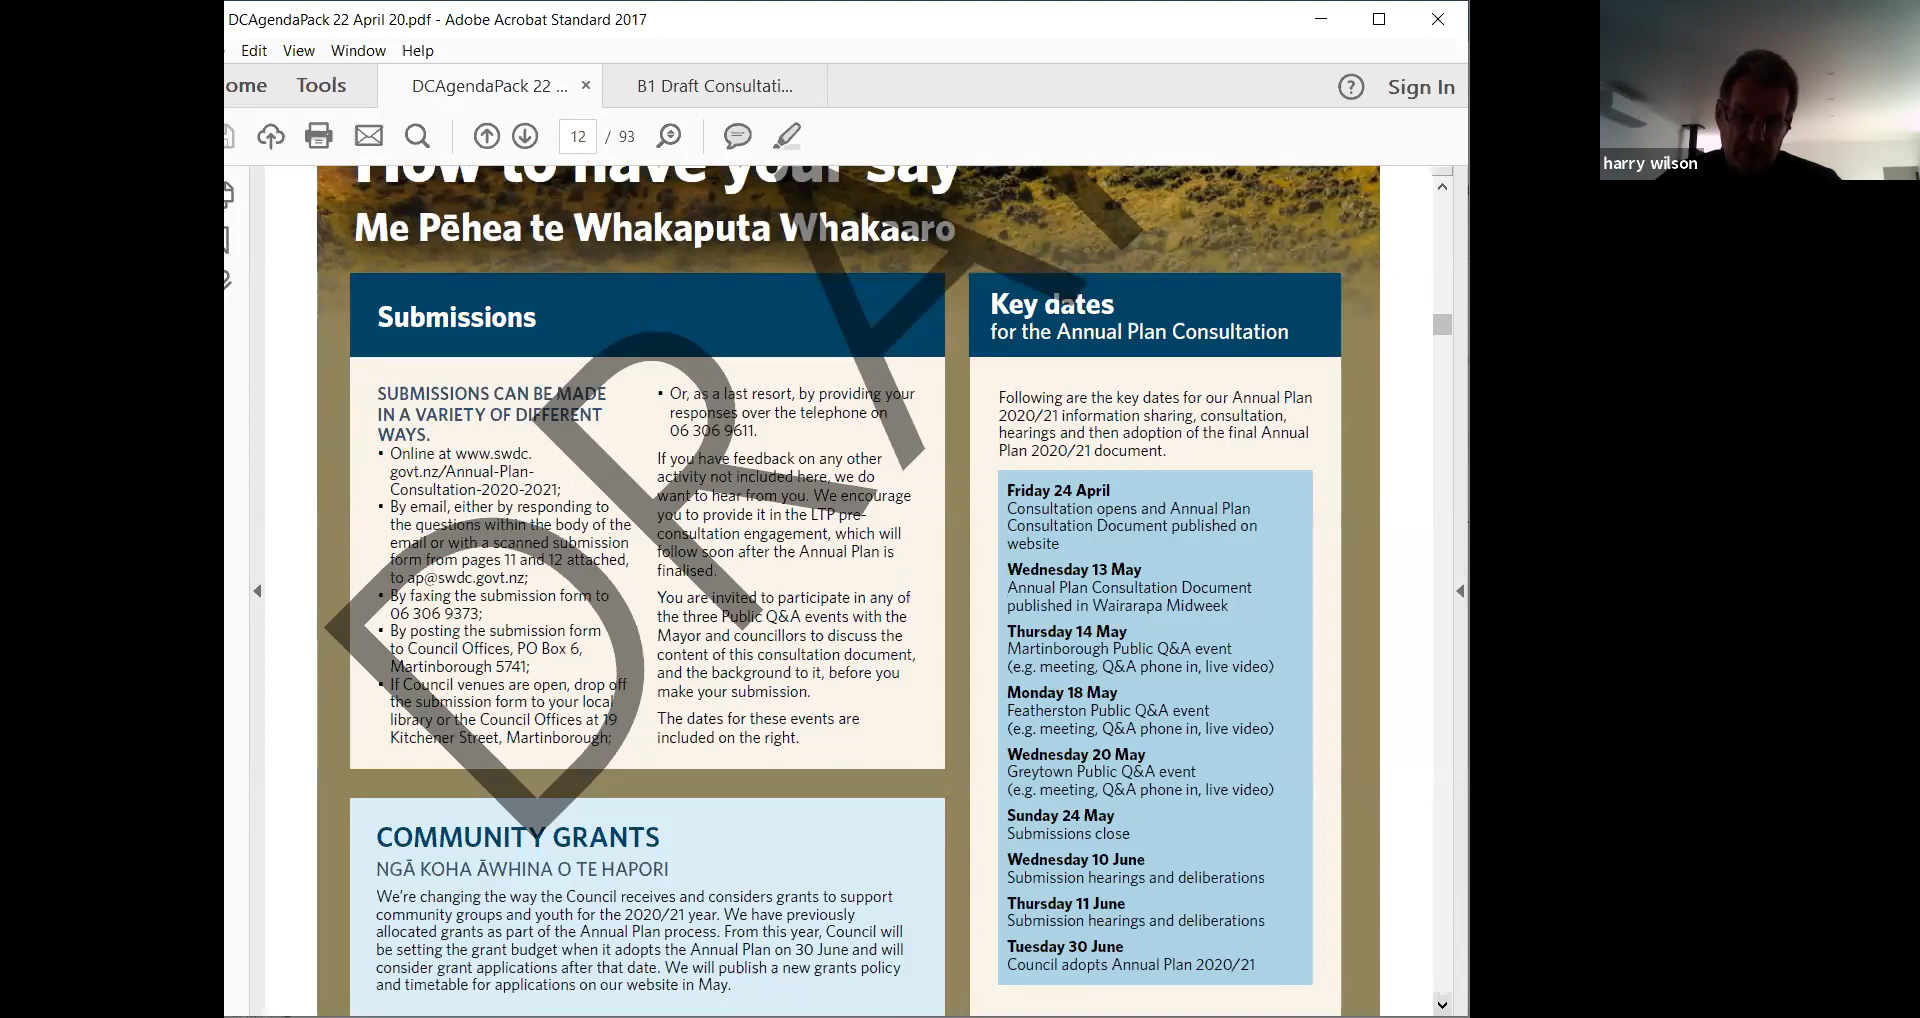 DCAgendaPack 22 April 20.pdf - Adobe Acrobat Standard 2017
Edit View Window Help
ome Tools DCAgendaPack 22 ... × B1 Draft Consultati... ? Sign In
12 / 93
How to have your say
Me Pēhea te Whakaputa Whakaaro
Submissions
SUBMISSIONS CAN BE MADE
IN A VARIETY OF DIFFERENT
WAYS.
• Online at www.swdc.
govt.nz/Annual-Plan-
Consultation-2020-2021;
• By email, either by responding to
the questions within the body of the
email or with a scanned submission
form from pages 11 and 12 attached,
to ap@swdc.govt.nz;
• By faxing the submission form to
06 306 9373;
• By posting the submission form
to Council Offices, PO Box 6,
Martinborough 5741;
• If Council venues are open, drop off
the submission form to your local
library or the Council Offices at 19
Kitchener Street, Martinborough;
• Or, as a last resort, by providing your
responses over the telephone on
06 306 9611.
If you have feedback on any other
activity not included here, we do
want to hear from you. We encourage
you to provide it in the LTP pre-
consultation engagement, which will
follow soon after the Annual Plan is
finalised.
You are invited to participate in any of
the three Public Q&A events with the
Mayor and councillors to discuss the
content of this consultation document,
and the background to it, before you
make your submission.
The dates for these events are
included on the right.
Key dates
for the Annual Plan Consultation
Following are the key dates for our Annual Plan
2020/21 information sharing, consultation,
hearings and then adoption of the final Annual
Plan 2020/21 document.
Friday 24 April
Consultation opens and Annual Plan
Consultation Document published on
website
Wednesday 13 May
Annual Plan Consultation Document
published in Wairarapa Midweek
Thursday 14 May
Martinborough Public Q&A event
(e.g. meeting, Q&A phone in, live video)
Monday 18 May
Featherston Public Q&A event
(e.g. meeting, Q&A phone in, live video)
Wednesday 20 May
Greytown Public Q&A event
(e.g. meeting, Q&A phone in, live video)
Sunday 24 May
Submissions close
Wednesday 10 June
Submission hearings and deliberations
Thursday 11 June
Submission hearings and deliberations
Tuesday 30 June
Council adopts Annual Plan 2020/21
COMMUNITY GRANTS
NGĀ KOHA ĀWHINA O TE HAPORI
We're changing the way the Council receives and considers grants to support
community groups and youth for the 2020/21 year. We have previously
allocated grants as part of the Annual Plan process. From this year, Council will
be setting the grant budget when it adopts the Annual Plan on 30 June and will
consider grant applications after that date. We will publish a new grants policy
and timetable for applications on our website in May.
DRA
harry wilson